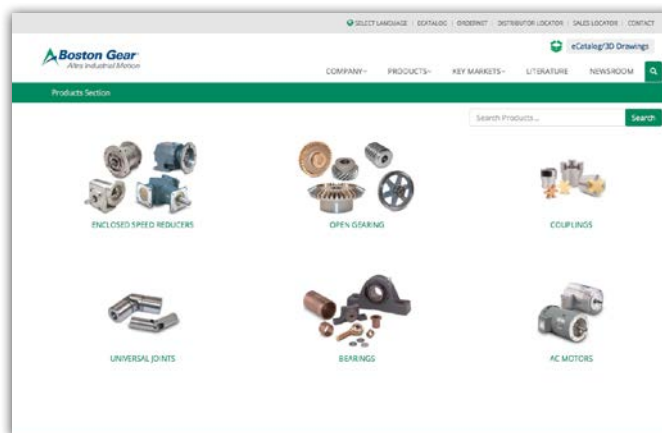 SELECT LANGUAGE | ECATALOG | ORDERNET | DISTRIBUTOR LOCATOR | SALES LOCATOR | CONTACT
Boston Gear
Altra Industrial Motion
eCatalog/3D Drawings
COMPANY PRODUCTS KEY MARKETS LITERATURE NEWSROOM
Products Section
Search Products... Search
ENCLOSED SPEED REDUCERS OPEN GEARING COUPLINGS
UNIVERSAL JOINTS BEARINGS AC MOTORS